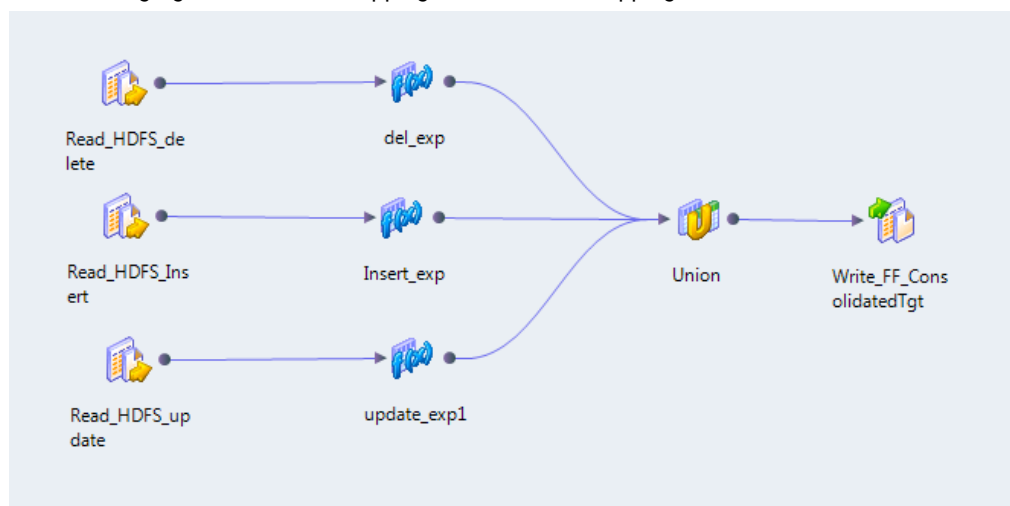 Read_HDFS_de
lete
del_exp
Read_HDFS_Ins
ert
Insert_exp
Union
Write_FF_Cons
olidatedTgt
Read_HDFS_up
date
update_exp1